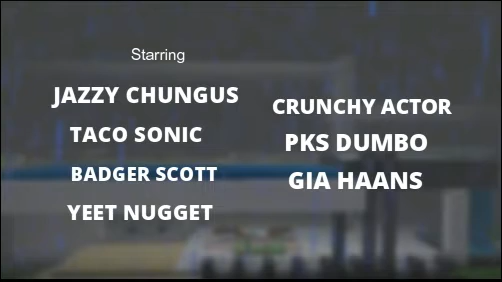 Starring
JAZZY CHUNGUS
TACO SONIC
BADGER SCOTT
YEET NUGGET
CRUNCHY ACTOR
PKS DUMBO
GIA HAANS